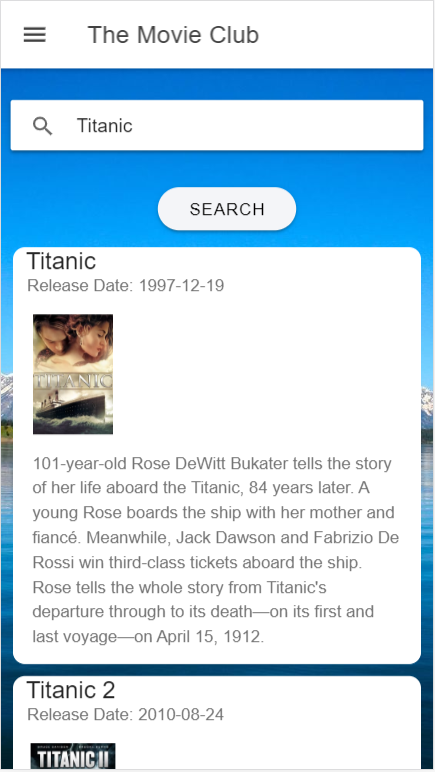 The Movie Club
Titanic
SEARCH
Titanic
Release Date: 1997-12-19
TITANIC
101-year-old Rose DeWitt Bukater tells the story
of her life aboard the Titanic, 84 years later. A
young Rose boards the ship with her mother and
fiancé. Meanwhile, Jack Dawson and Fabrizio De
Rossi win third-class tickets aboard the ship.
Rose tells the whole story from Titanic's
departure through to its death—on its first and
last voyage—on April 15, 1912.
Titanic 2
Release Date: 2010-08-24
TITANIC II